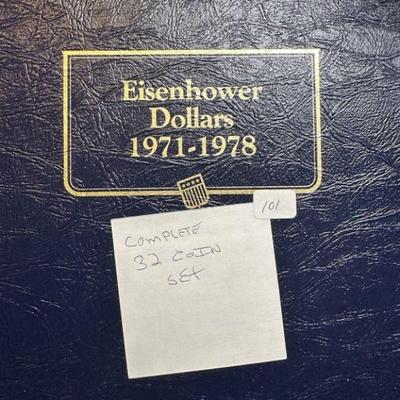 Eisenhower
Dollars
1971-1978
101
COMPLETE
32 COIN
SET